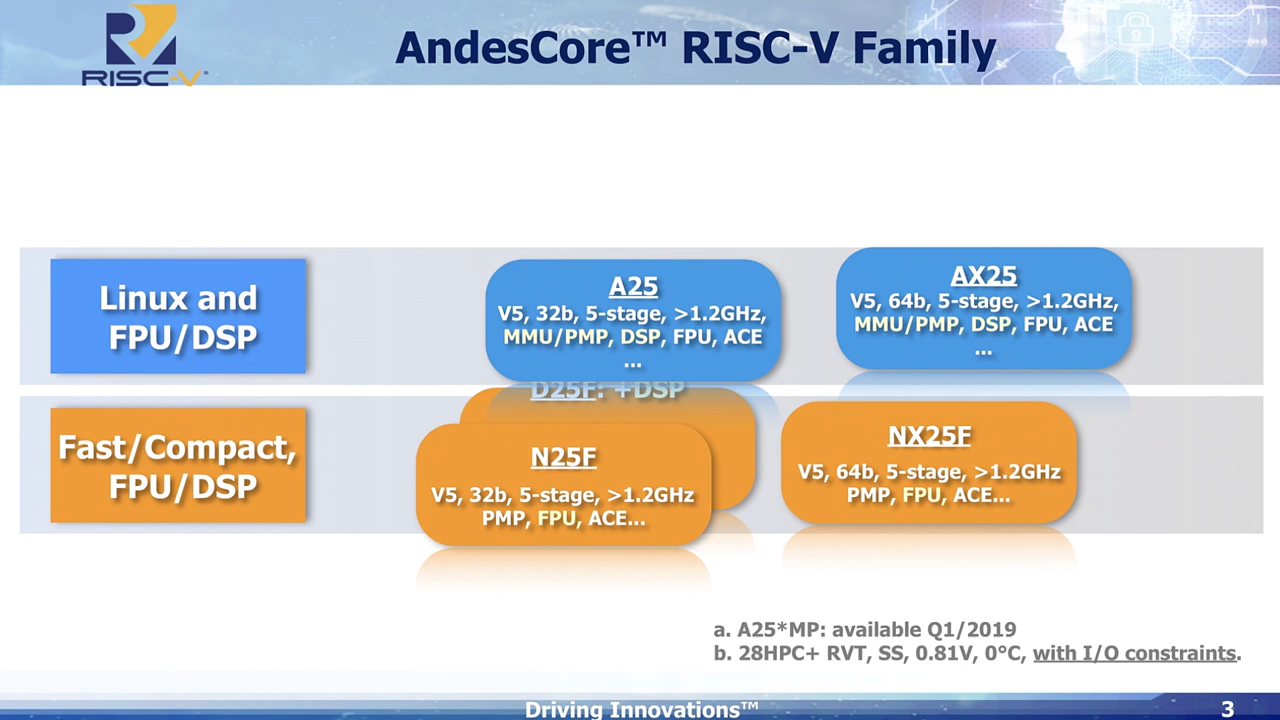 RISC-V
AndesCore™ RISC-V Family
Linux and
FPU/DSP
A25
V5, 32b, 5-stage, >1.2GHz,
MMU/PMP, DSP, FPU, ACE
...
AX25
V5, 64b, 5-stage, >1.2GHz,
MMU/PMP, DSP, FPU, ACE
...
Fast/Compact,
FPU/DSP
D25F: +DSP
N25F
V5, 32b, 5-stage, >1.2GHz
PMP, FPU, ACE...
NX25F
V5, 64b, 5-stage, >1.2GHz
PMP, FPU, ACE...
a. A25*MP: available Q1/2019
b. 28HPC+ RVT, SS, 0.81V, 0°C, with I/O constraints.
Driving Innovations™
3